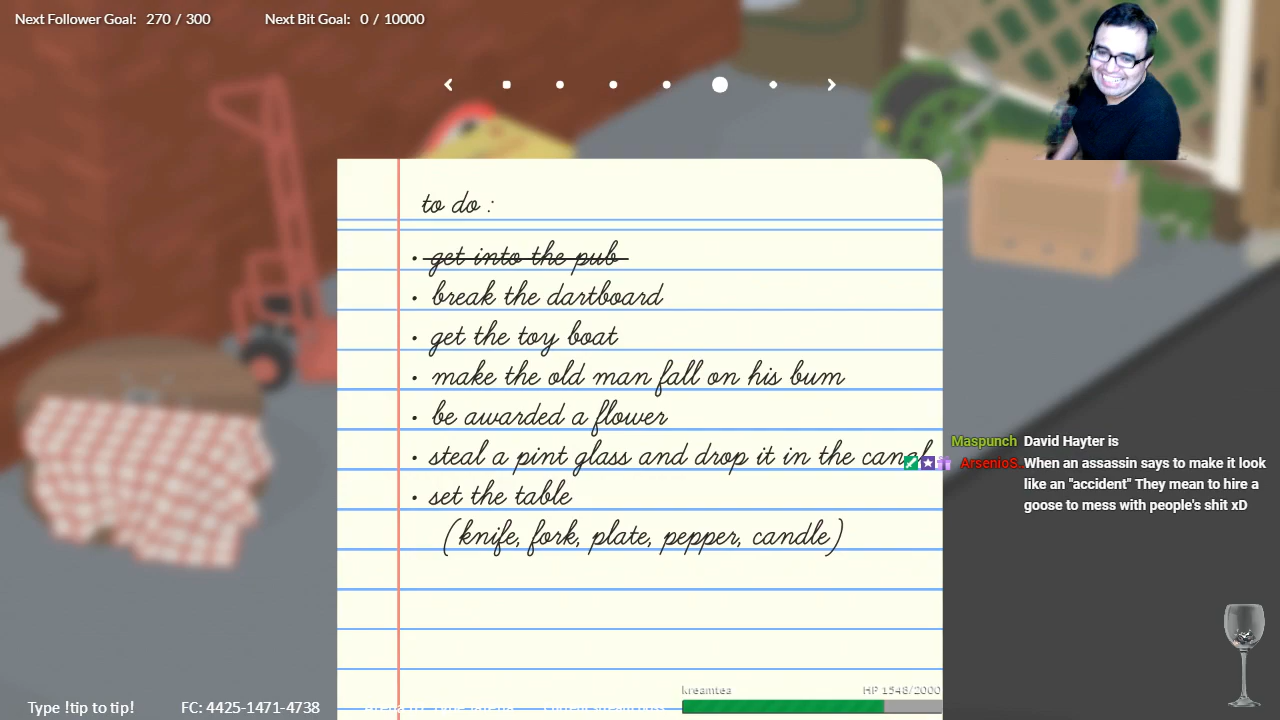 Next Follower Goal: 270 / 300 Next Bit Goal: 0 / 10000
to do :
• get into the pub
• break the dartboard
• get the toy boat
• make the old man fall on his bum
• be awarded a flower
• steal a pint glass and drop it in the canal
• set the table
(knife, fork, plate, pepper, candle)
Maspunch David Hayter is
ArsenioS.. When an assassin says to make it look
like an "accident" They mean to hire a
goose to mess with people's shit xD
kreamtea HP 1548/2000
Type !tip to tip! FC: 4425-1471-4738